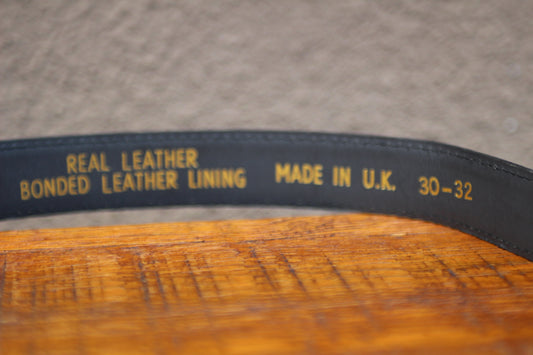 REAL LEATHER
BONDED LEATHER LINING
MADE IN U.K.
30-32